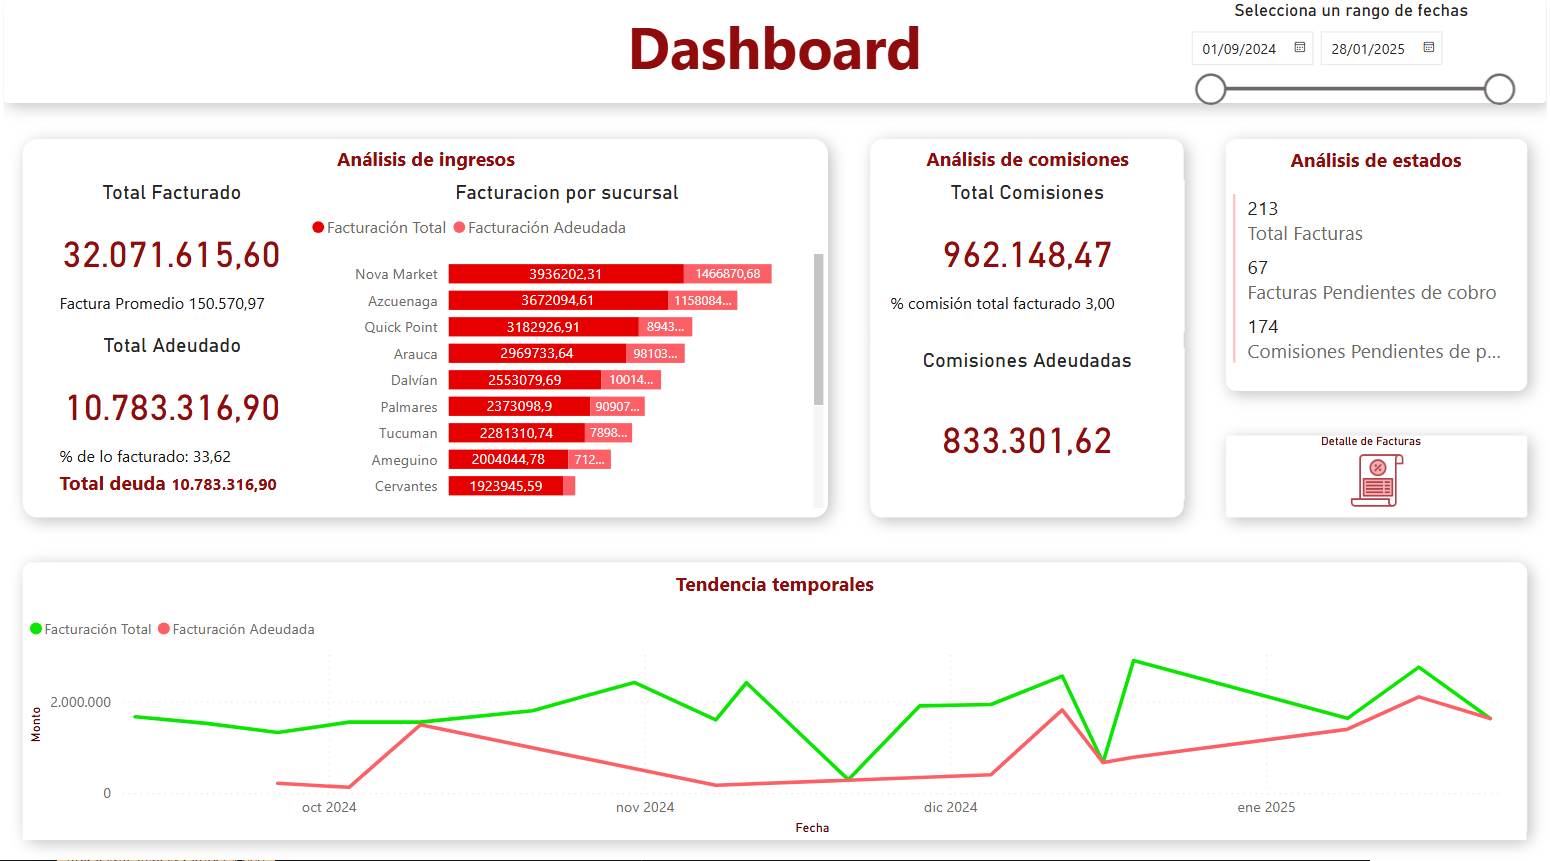 Dashboard
Selecciona un rango de fechas
01/09/2024
28/01/2025
Análisis de ingresos
Total Facturado
32.071.615,60
Factura Promedio 150.570,97
Total Adeudado
10.783.316,90
% de lo facturado: 33,62
Total deuda 10.783.316,90
Facturacion por sucursal
Facturación Total
Facturación Adeudada
Nova Market 3936202,31 1466870,68
Azcuenaga 3672094,61 1158084...
Quick Point 3182926,91 8943...
Arauca 2969733,64 98103...
Dalvían 2553079,69 10014...
Palmares 2373098,9 90907...
Tucuman 2281310,74 7898...
Ameguino 2004044,78 712...
Cervantes 1923945,59
Análisis de comisiones
Total Comisiones
962.148,47
% comisión total facturado 3,00
Comisiones Adeudadas
833.301,62
Análisis de estados
213
Total Facturas
67
Facturas Pendientes de cobro
174
Comisiones Pendientes de p...
Detalle de Facturas
Tendencia temporales
Facturación Total
Facturación Adeudada
Monto
2.000.000
0
oct 2024
nov 2024
dic 2024
ene 2025
Fecha